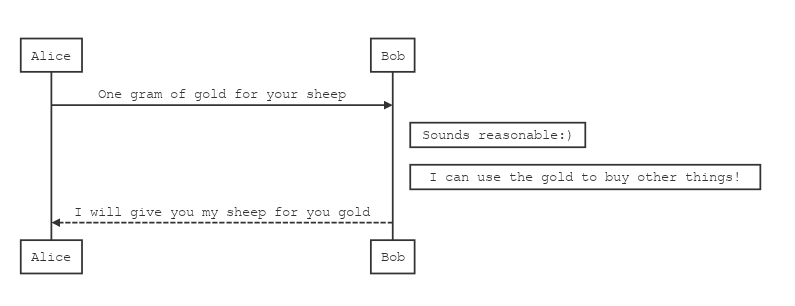 Alice
Bob
One gram of gold for your sheep
Sounds reasonable:)
I can use the gold to buy other things!
I will give you my sheep for you gold
Alice
Bob